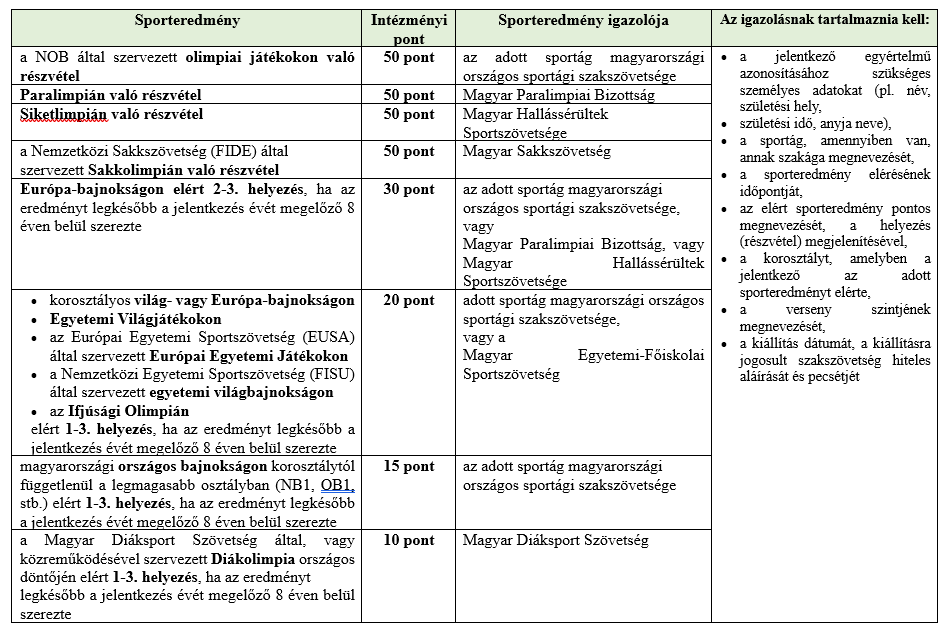 Sporteredmény
Intézményi
pont
Sporteredmény igazolója
Az igazolásnak tartalmaznia kell:
a NOB által szervezett olimpiai játékokon való
részvétel
50 pont
az adott sportág magyarországi
országos sportági szakszövetsége
Paralimpián való részvétel
50 pont
Magyar Paralimpiai Bizottság
Siketlimpián való részvétel
50 pont
Magyar Hallássérültek
Sportszövetsége
a Nemzetközi Sakkszövetség (FIDE) által
szervezett Sakkolimpián való részvétel
50 pont
Magyar Sakkszövetség
Európa-bajnokságon elért 2-3. helyezés, ha az
eredményt legkésőbb a jelentkezés évét megelőző 8
éven belül szerezte
30 pont
az adott sportág magyarországi
országos sportági szakszövetsége,
vagy
Magyar Paralimpiai Bizottság, vagy
Magyar Hallássérültek
Sportszövetsége
• korosztályos világ- vagy Európa-bajnokságon
• Egyetemi Világjátékokon
• az Európai Egyetemi Sportszövetség (EUSA)
által szervezett Európai Egyetemi Játékokon
• a Nemzetközi Egyetemi Sportszövetség (FISU)
által szervezett egyetemi világbajnokságon
• az Ifjúsági Olimpián
elért 1-3. helyezés, ha az eredményt legkésőbb a
jelentkezés évét megelőző 8 éven belül szerezte
20 pont
adott sportág magyarországi országos
sportági szakszövetsége,
vagy a
Magyar Egyetemi-Főiskolai
Sportszövetség
magyarországi országos bajnokságon korosztálytól
függetlenül a legmagasabb osztályban (NB1, OB1,
stb.) elért 1-3. helyezés, ha az eredményt legkésőbb
a jelentkezés évét megelőző 8 éven belül szerezte
15 pont
az adott sportág magyarországi
országos sportági szakszövetsége
a Magyar Diáksport Szövetség által, vagy
közreműködésével szervezett Diákolimpia országos
döntőjén elért 1-3. helyezés, ha az eredményt
legkésőbb a jelentkezés évét megelőző 8 éven belül
szerezte
10 pont
Magyar Diáksport Szövetség
• a jelentkező egyértelmű
azonosításához szükséges
személyes adatokat (pl. név,
születési hely,
• születési idő, anyja neve),
• a sportág, amennyiben van,
annak szakága megnevezését,
• a sporteredmény elérésének
időpontját,
• az elért sporteredmény pontos
megnevezését, a helyezés
(részvétel) megjelenítésével,
• a korosztályt, amelyben a
jelentkező az adott
sporteredményt elérte,
• a verseny szintjének
megnevezését,
• a kiállítás dátumát, a kiállításra
jogosult szakszövetség hiteles
aláírását és pecsétjét